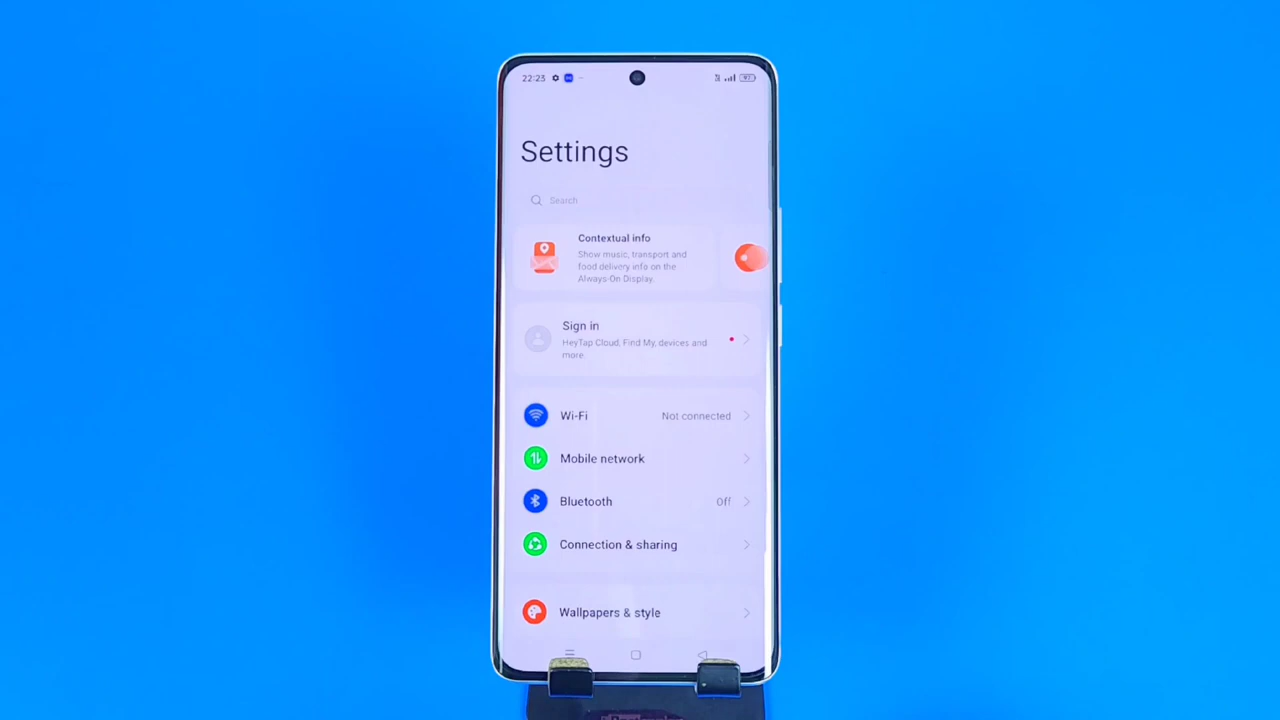 22:23
97
Settings
Search
Contextual info
Show music, transport and
food delivery info on the
Always-On Display.
Sign in
HeyTap Cloud, Find My, devices and
more.
Wi-Fi Not connected
Mobile network
Bluetooth Off
Connection & sharing
Wallpapers & style